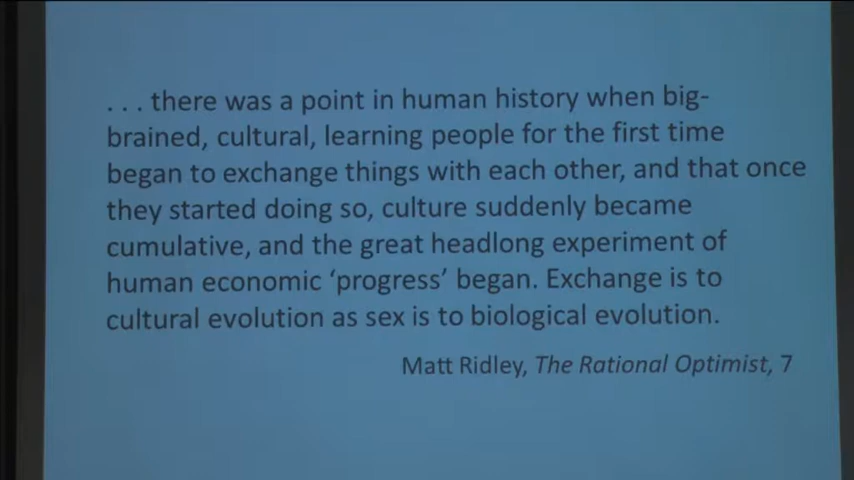 . . . there was a point in human history when big-
brained, cultural, learning people for the first time
began to exchange things with each other, and that once
they started doing so, culture suddenly became
cumulative, and the great headlong experiment of
human economic ‘progress’ began. Exchange is to
cultural evolution as sex is to biological evolution.
Matt Ridley, The Rational Optimist, 7